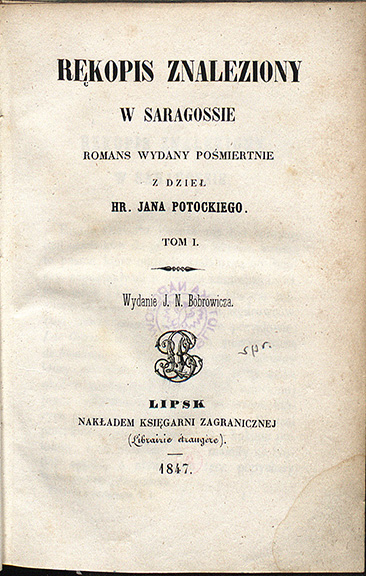 RĘKOPIS ZNALEZIONY
W SARAGOSSIE
ROMANS WYDANY POŚMIERTNIE
Z DZIEŁ
HR. JANA POTOCKIEGO.
TOM I.
Wydanie J. N. Bobrowicza.
spr.
LIPSK
NAKŁADEM KSIĘGARNI ZAGRANICZNEJ
(Librairie étrangère).
1847.